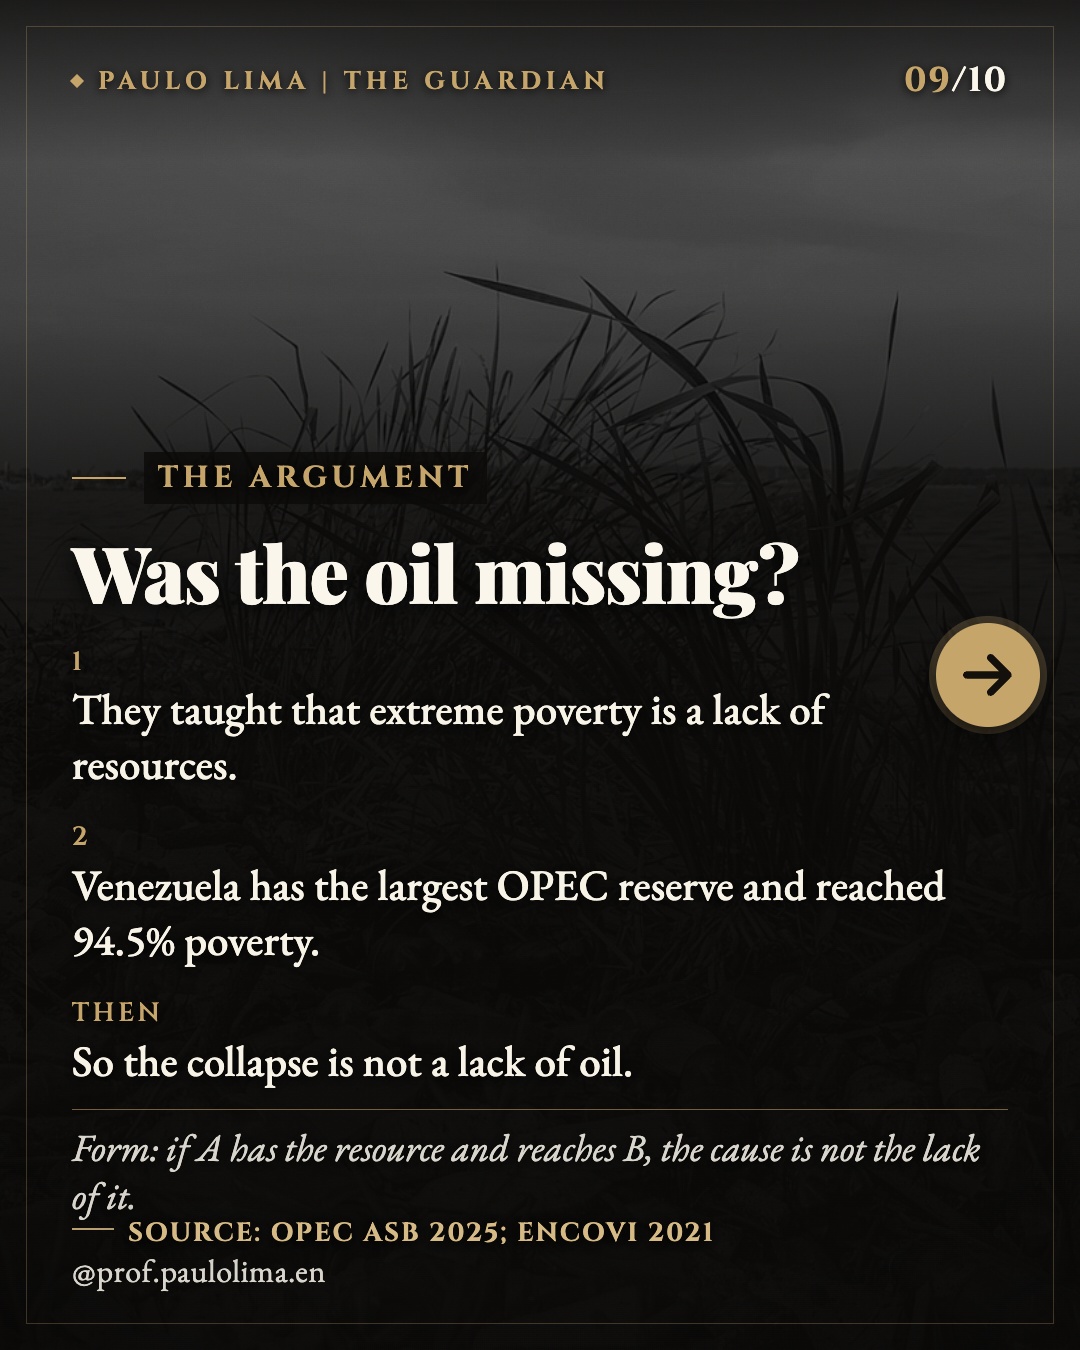 PAULO LIMA | THE GUARDIAN
09/10
THE ARGUMENT
Was the oil missing?
1
They taught that extreme poverty is a lack of
resources.
2
Venezuela has the largest OPEC reserve and reached
94.5% poverty.
THEN
So the collapse is not a lack of oil.
Form: if A has the resource and reaches B, the cause is not the lack
of it.
SOURCE: OPEC ASB 2025; ENCOVI 2021
@prof.paulolima.en